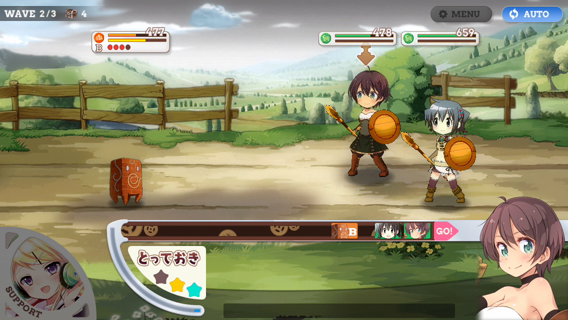 WAVE 2/3 4
MENU
AUTO
477
B
478
659
B
GO!
とっておき
SUPPORT